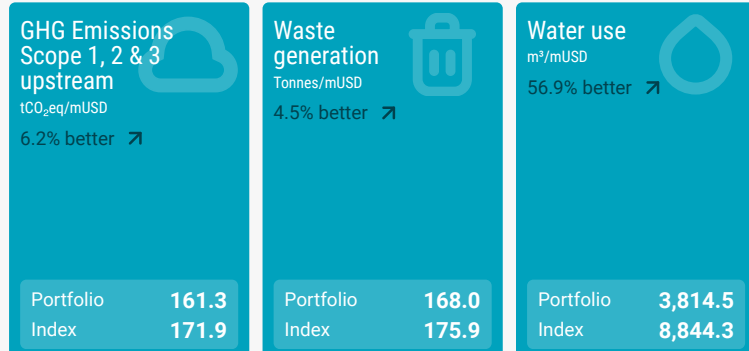 GHG Emissions
Scope 1, 2 & 3
upstream
tCO₂eq/mUSD
6.2% better
Portfolio 161.3
Index 171.9
Waste
generation
Tonnes/mUSD
4.5% better
Portfolio 168.0
Index 175.9
Water use
m³/mUSD
56.9% better
Portfolio 3,814.5
Index 8,844.3